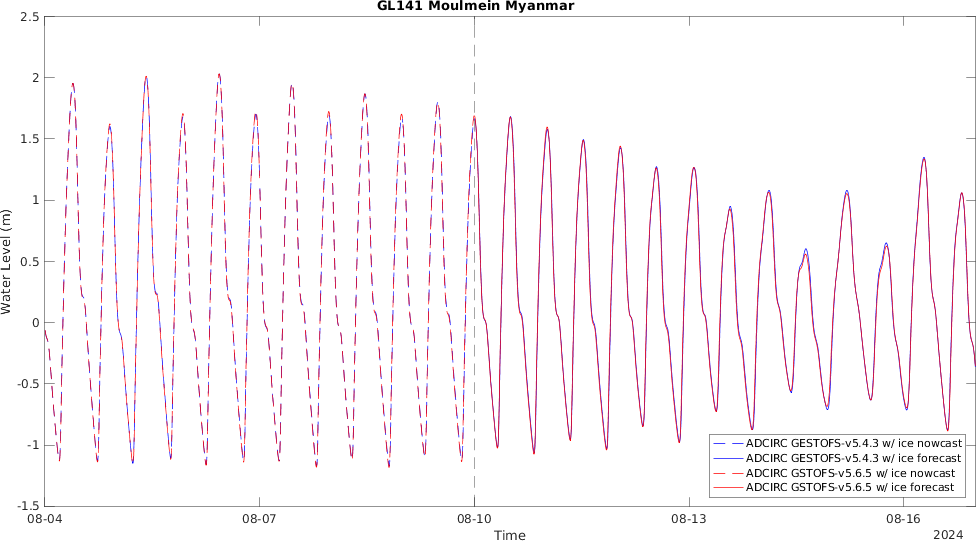 GL141 Moulmein Myanmar
2.5
2
1.5
1
0.5
0
-0.5
-1
-1.5
Water Level (m)
08-04
08-07
08-10
08-13
08-16
Time
2024
ADCIRC GESTOFS-v5.4.3 w/ ice nowcast
ADCIRC GESTOFS-v5.4.3 w/ ice forecast
ADCIRC GSTOFS-v5.6.5 w/ ice nowcast
ADCIRC GSTOFS-v5.6.5 w/ ice forecast